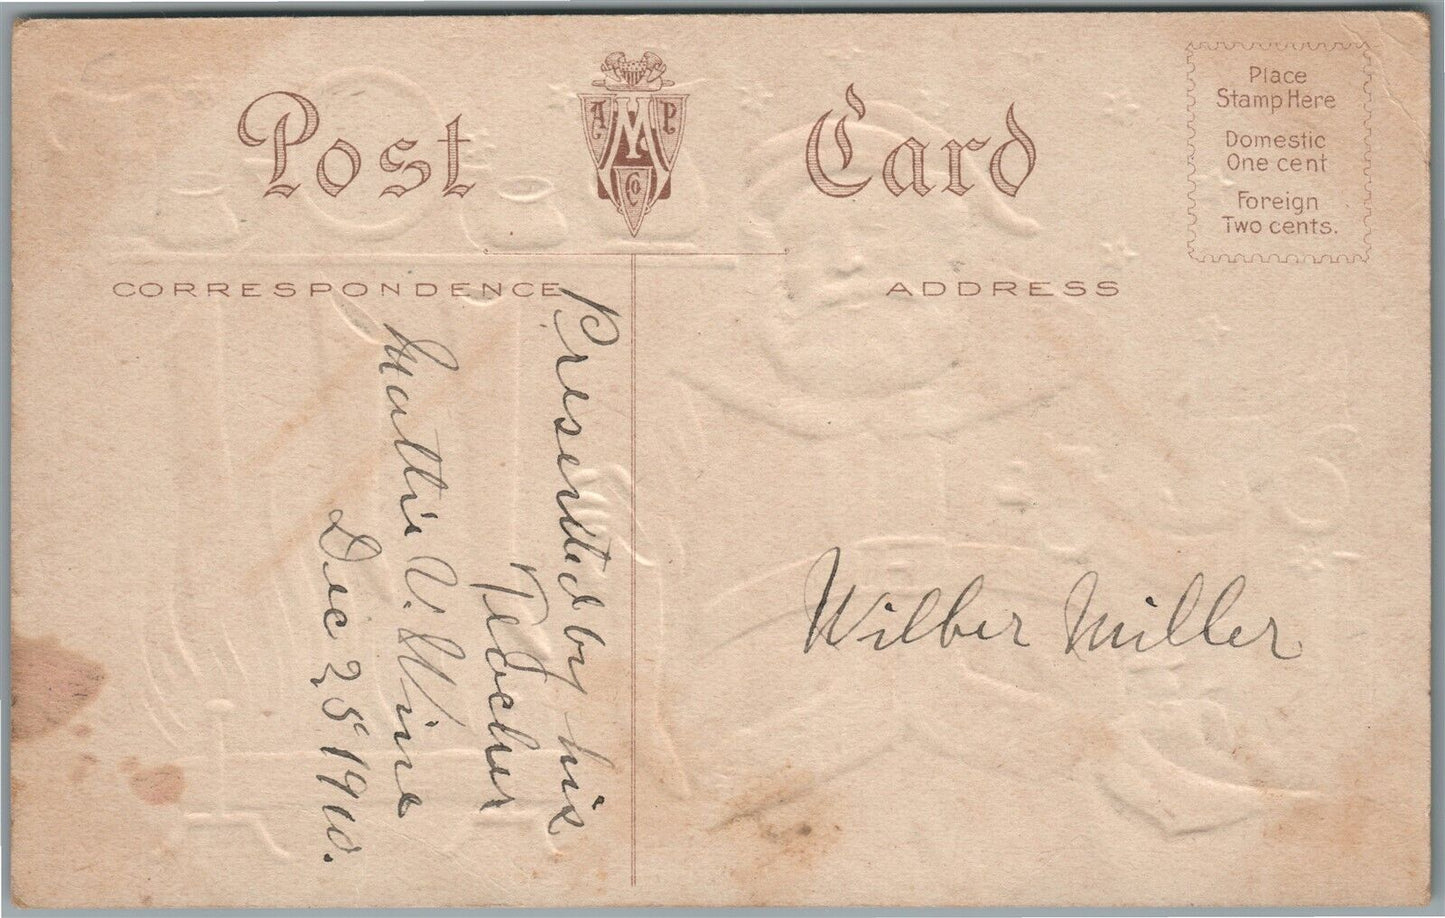 Post Card
A M P
Co
Place
Stamp Here
Domestic
One cent
Foreign
Two cents.
CORRESPONDENCE
ADDRESS
Presented by his
Teacher
Mattie V. Wine
Dec 25 1910.
Wilber Miller